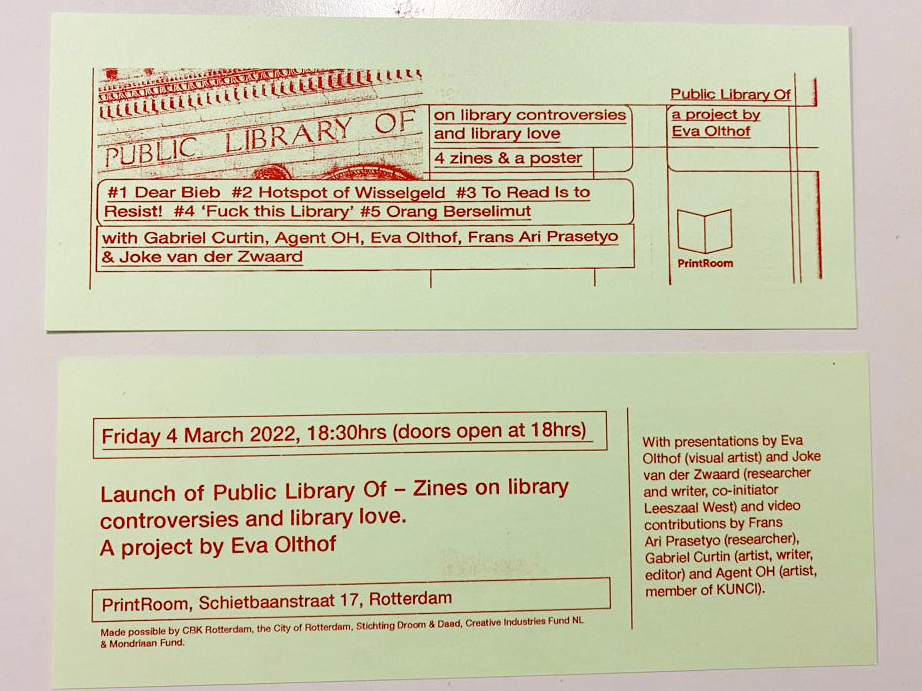 PUBLIC LIBRARY OF
on library controversies
and library love
4 zines & a poster
#1 Dear Bieb #2 Hotspot of Wisselgeld #3 To Read Is to
Resist! #4 ‘Fuck this Library’ #5 Orang Berselimut
with Gabriel Curtin, Agent OH, Eva Olthof, Frans Ari Prasetyo
& Joke van der Zwaard
Public Library Of
a project by
Eva Olthof
PrintRoom
Friday 4 March 2022, 18:30hrs (doors open at 18hrs)
Launch of Public Library Of – Zines on library
controversies and library love.
A project by Eva Olthof
PrintRoom, Schietbaanstraat 17, Rotterdam
Made possible by CBK Rotterdam, the City of Rotterdam, Stichting Droom & Daad, Creative Industries Fund NL
& Mondriaan Fund.
With presentations by Eva
Olthof (visual artist) and Joke
van der Zwaard (researcher
and writer, co-initiator
Leeszaal West) and video
contributions by Frans
Ari Prasetyo (researcher),
Gabriel Curtin (artist, writer,
editor) and Agent OH (artist,
member of KUNCI).